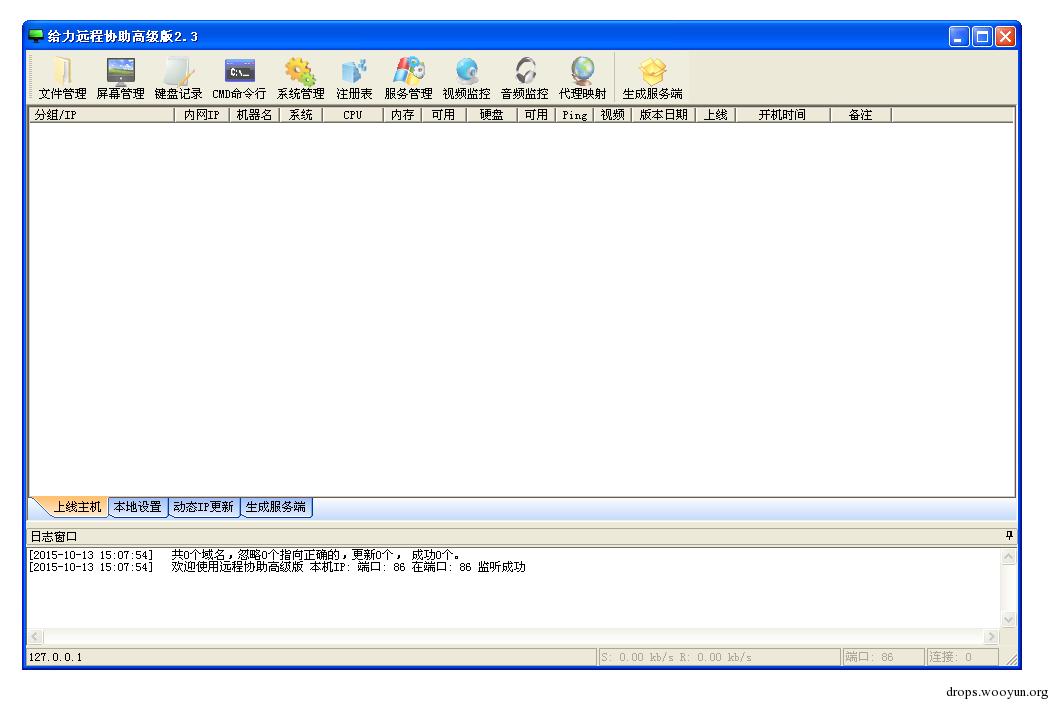 给力远程协助高级版2.3
文件管理 屏幕管理 键盘记录 CMD命令行 系统管理 注册表 服务管理 视频监控 音频监控 代理映射 生成服务端
分组/IP 内网IP 机器名 系统 CPU 内存 可用 硬盘 可用 Ping 视频 版本日期 上线 开机时间 备注
上线主机 本地设置 动态IP更新 生成服务端
日志窗口
[2015-10-13 15:07:54] 共0个域名,忽略0个指向正确的,更新0个, 成功0个。
[2015-10-13 15:07:54] 欢迎使用远程协助高级版 本机IP: 端口: 86 在端口: 86 监听成功
127.0.0.1 S: 0.00 kb/s R: 0.00 kb/s 端口: 86 连接: 0
drops.wooyun.org